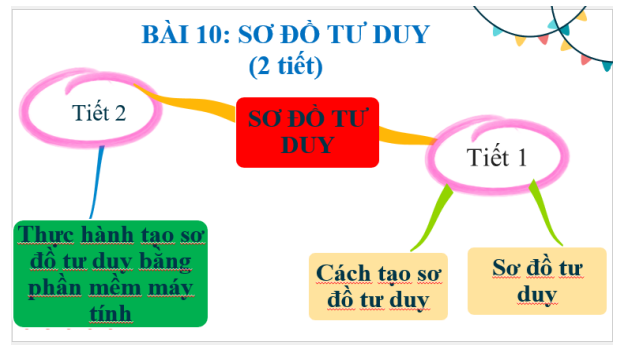 BÀI 10: SƠ ĐỒ TƯ DUY
(2 tiết)
Tiết 2
SƠ ĐỒ TƯ
DUY
Tiết 1
Thực hành tạo sơ
đồ tư duy bằng
phần mềm máy
tính
Cách tạo sơ
đồ tư duy
Sơ đồ tư
duy